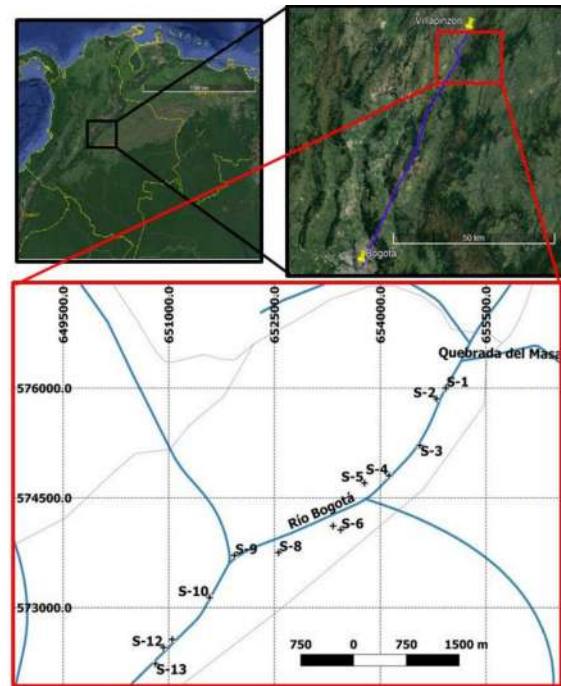 Villapinzón
50 km
Bogotá
649500.0
651000.0
652500.0
654000.0
655500.0
Quebrada del Masa
576000.0
S-1
S-2
S-3
S-4
S-5
574500.0
Río Bogotá
S-6
S-8
S-9
S-10
573000.0
S-12
S-13
750 0 750 1500 m